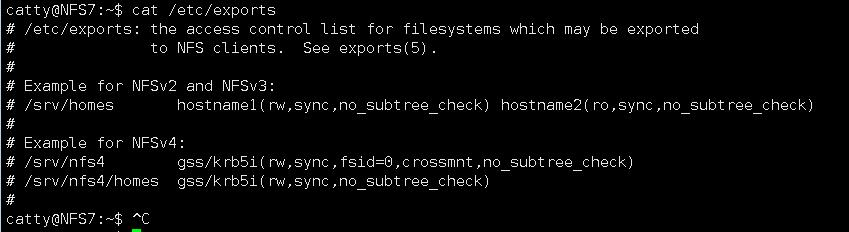 catty@NFS7:~$ cat /etc/exports
# /etc/exports: the access control list for filesystems which may be exported
#               to NFS clients.  See exports(5).
#
# Example for NFSv2 and NFSv3:
# /srv/homes       hostname1(rw,sync,no_subtree_check) hostname2(ro,sync,no_subtree_check)
#
# Example for NFSv4:
# /srv/nfs4        gss/krb5i(rw,sync,fsid=0,crossmnt,no_subtree_check)
# /srv/nfs4/homes  gss/krb5i(rw,sync,no_subtree_check)
#
catty@NFS7:~$ ^C